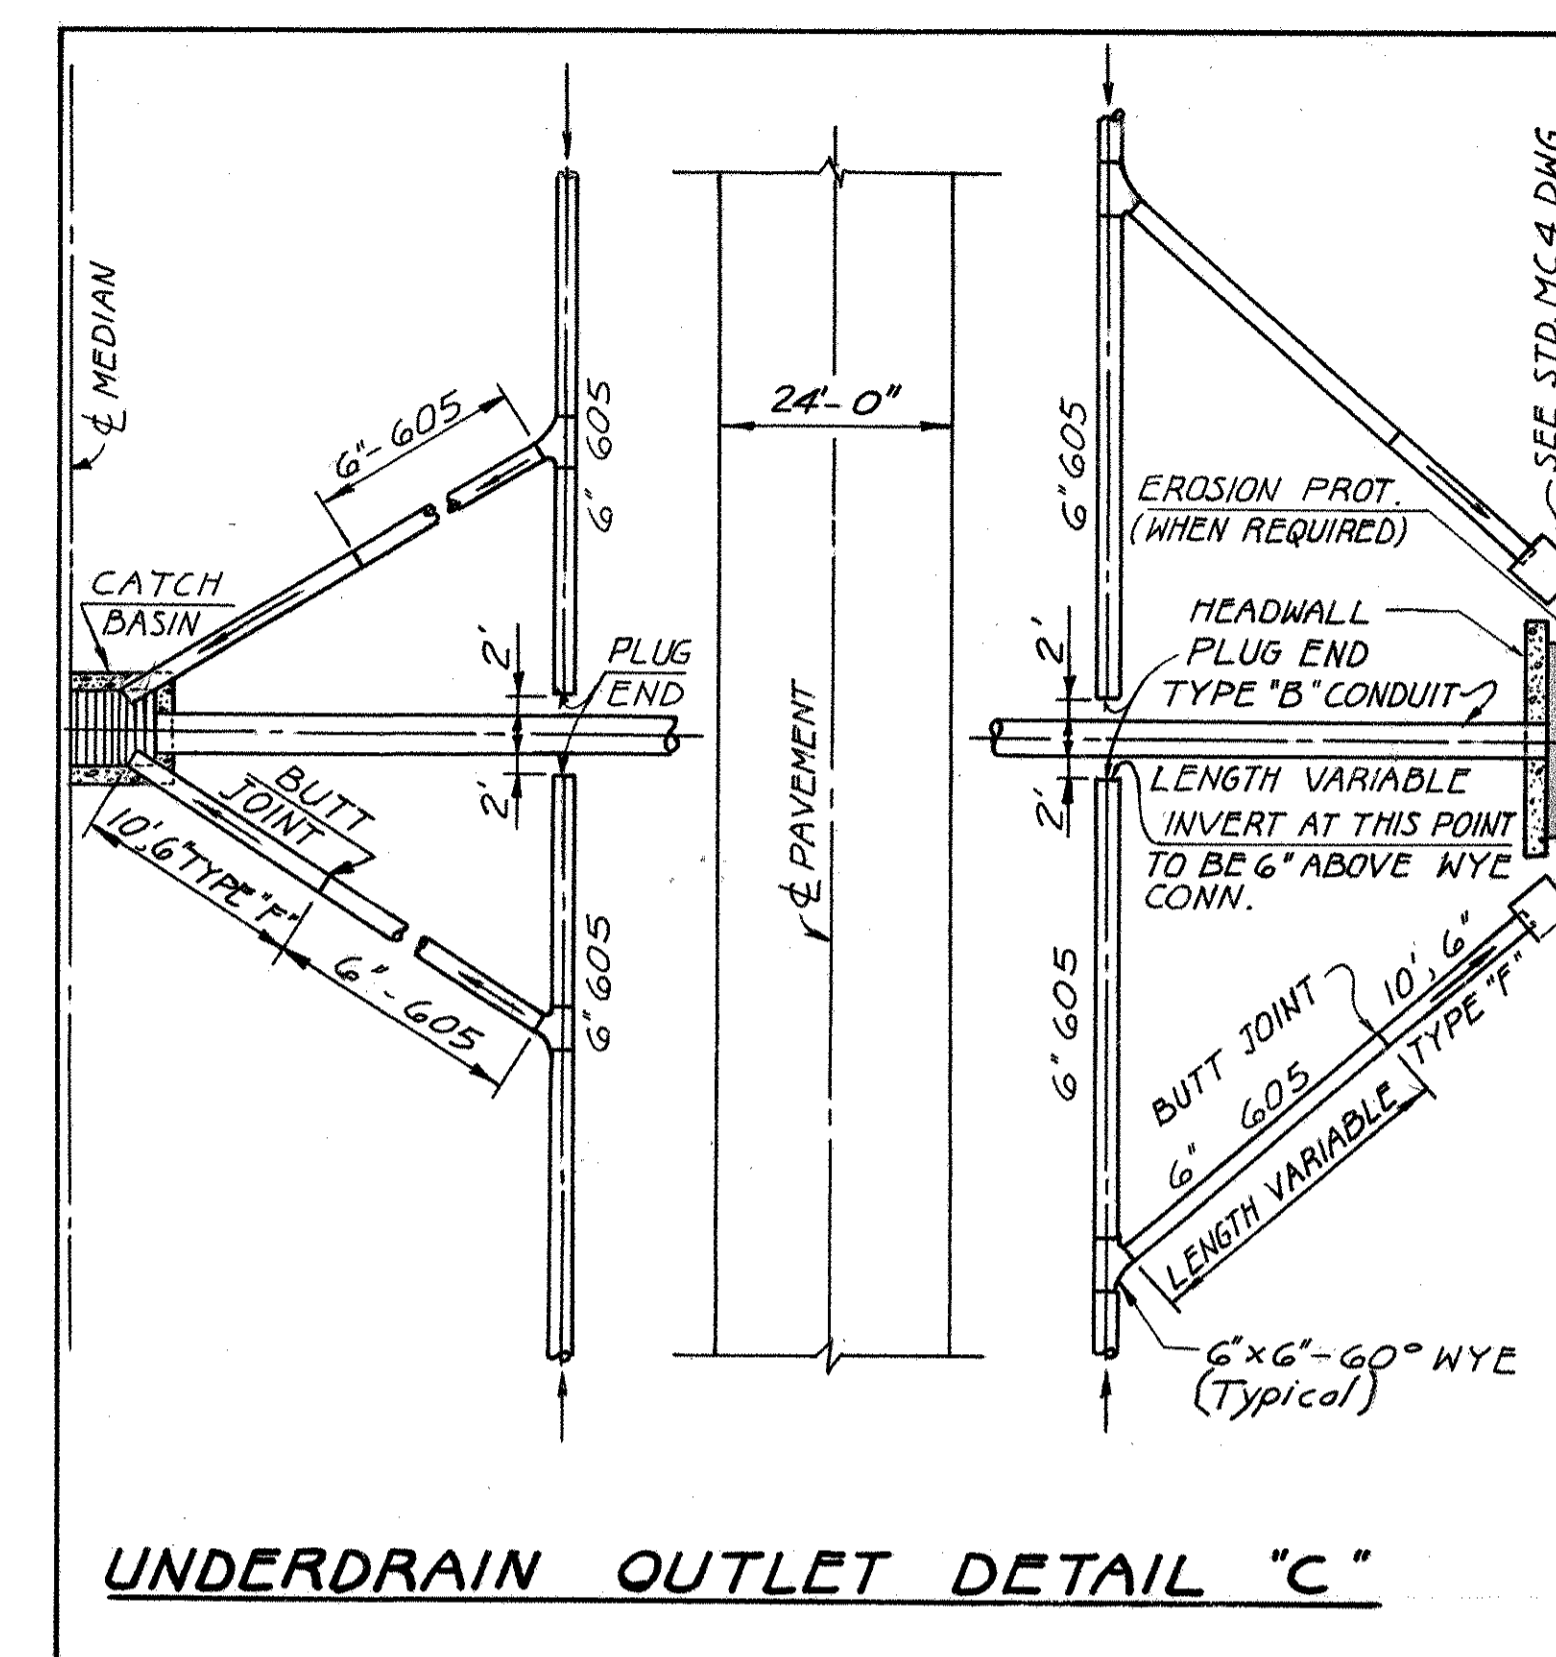 ℄ MEDIAN
6"- 605
6" 605
CATCH
BASIN
2'
PLUG
END
2'
BUTT
JOINT
10', 6" TYPE "F"
6"- 605
6" 605
24'-0"
℄ PAVEMENT
6" 605
SEE STD. MC4 DWG
EROSION PROT.
(WHEN REQUIRED)
HEADWALL
2'
PLUG END
TYPE "B" CONDUIT
2'
LENGTH VARIABLE
INVERT AT THIS POINT
TO BE 6" ABOVE WYE
CONN.
6" 605
BUTT JOINT
10', 6"
TYPE "F"
6" 605
LENGTH VARIABLE
6"x6"-60° WYE
(Typical)
UNDERDRAIN OUTLET DETAIL "C"